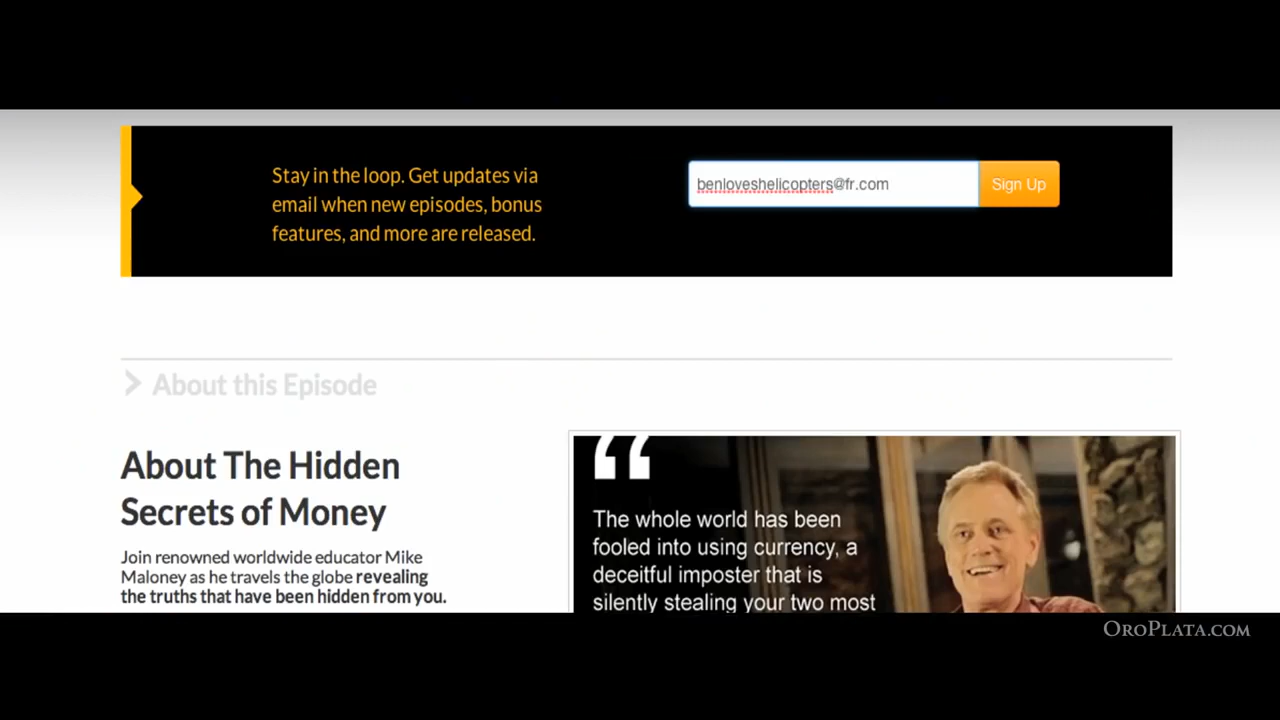 Stay in the loop. Get updates via
email when new episodes, bonus
features, and more are released.
benloveshelicopters@fr.com
Sign Up
About this Episode
About The Hidden
Secrets of Money
Join renowned worldwide educator Mike
Maloney as he travels the globe revealing
the truths that have been hidden from you.
“
The whole world has been
fooled into using currency, a
deceitful imposter that is
silently stealing your two most
OROPLATA.COM